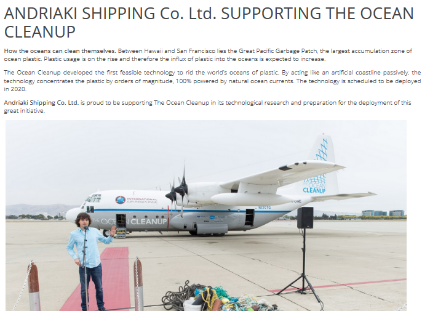 ANDRIAKI SHIPPING Co. Ltd. SUPPORTING THE OCEAN
CLEANUP
How the oceans can clean themselves. Between Hawaii and San Francisco lies the Great Pacific Garbage Patch, the largest accumulation zone of
ocean plastic. Plastic usage is on the rise and therefore the influx of plastic into the oceans is expected to increase.
The Ocean Cleanup developed the first feasible technology to rid the world's oceans of plastic. By acting like an artificial coastline passively, the
technology concentrates the plastic by orders of magnitude, 100% powered by natural ocean currents. The technology is scheduled to be deployed
in 2020.
Andriaki Shipping Co. Ltd. is proud to be supporting The Ocean Cleanup in its technological research and preparation for the deployment of this
great initiative.
CLEANUP
CLEANUP